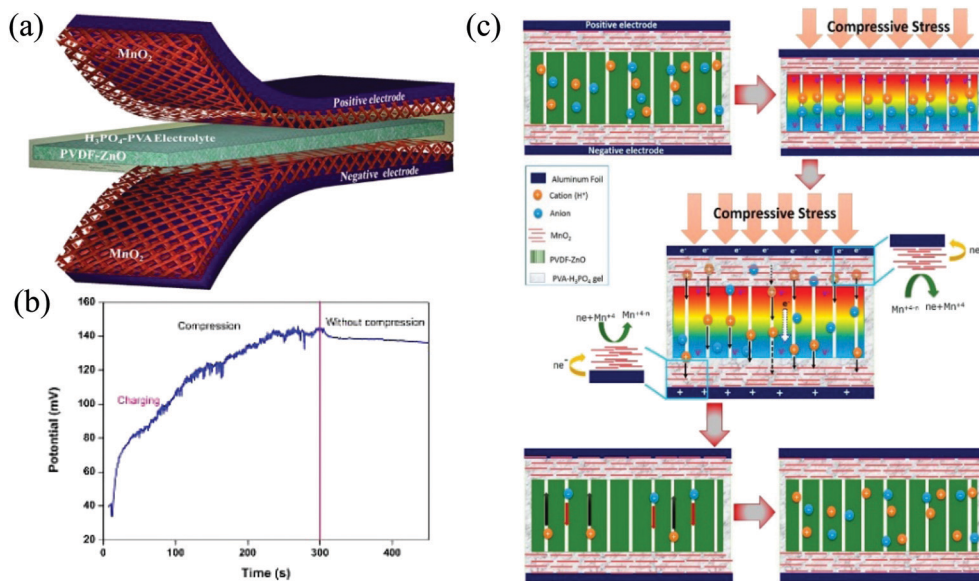 (a)
MnO₂
Positive electrode
H₃PO₄-PVA Electrolyte
PVDF-ZnO
Negative electrode
MnO₂
(b)
160
140
120
100
80
60
40
Potential (mV)
Compression
Without compression
Charging
0
100
200
300
400
Time (s)
(c)
Positive electrode
Negative electrode
Compressive Stress
Aluminum Foil
Cation (H⁺)
Anion
MnO₂
PVDF-ZnO
PVA-H₃PO₄ gel
Compressive Stress
e⁻ e⁻ e⁻ e⁻ e⁻ e⁻
ne⁻
Mn⁺⁴⁻ⁿ ne+Mn⁺⁴
ne+Mn⁺⁴ Mn⁺⁴⁻ⁿ
ne⁻
+ + + + + + +